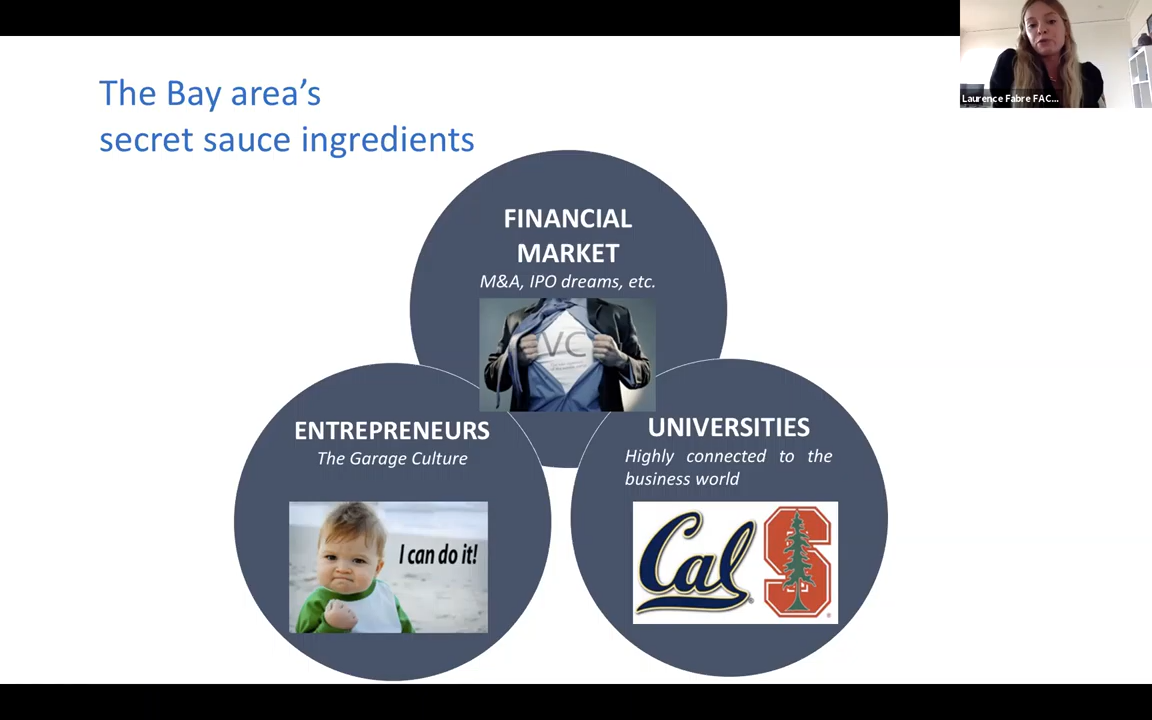 The Bay area's
secret sauce ingredients
Laurence Fabre FAC...
FINANCIAL
MARKET
M&A, IPO dreams, etc.
VC
ENTREPRENEURS
The Garage Culture
I can do it!
UNIVERSITIES
Highly connected to the
business world
Cal
S